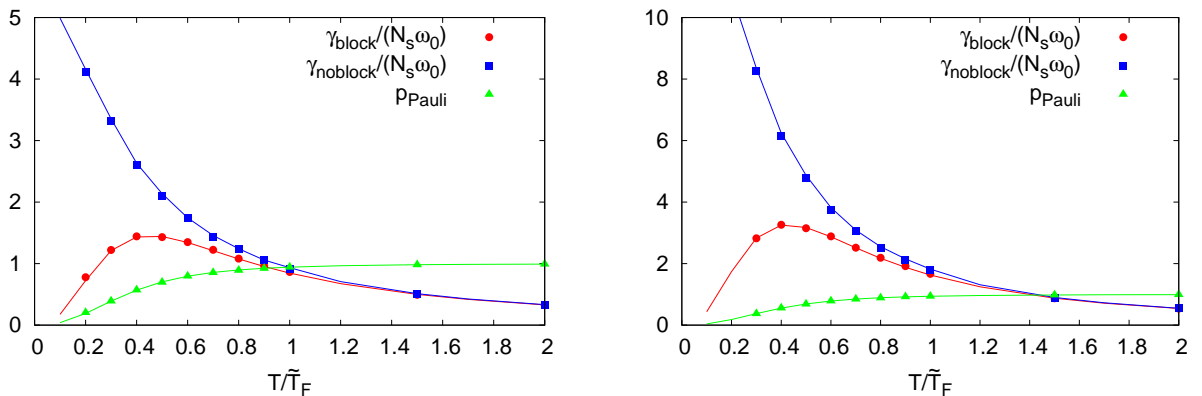 5
4
3
2
1
0
γblock/(Nsω0)
γnoblock/(Nsω0)
pPauli
0 0.2 0.4 0.6 0.8 1 1.2 1.4 1.6 1.8 2
T/T̃F
10
8
6
4
2
0
γblock/(Nsω0)
γnoblock/(Nsω0)
pPauli
0 0.2 0.4 0.6 0.8 1 1.2 1.4 1.6 1.8 2
T/T̃F